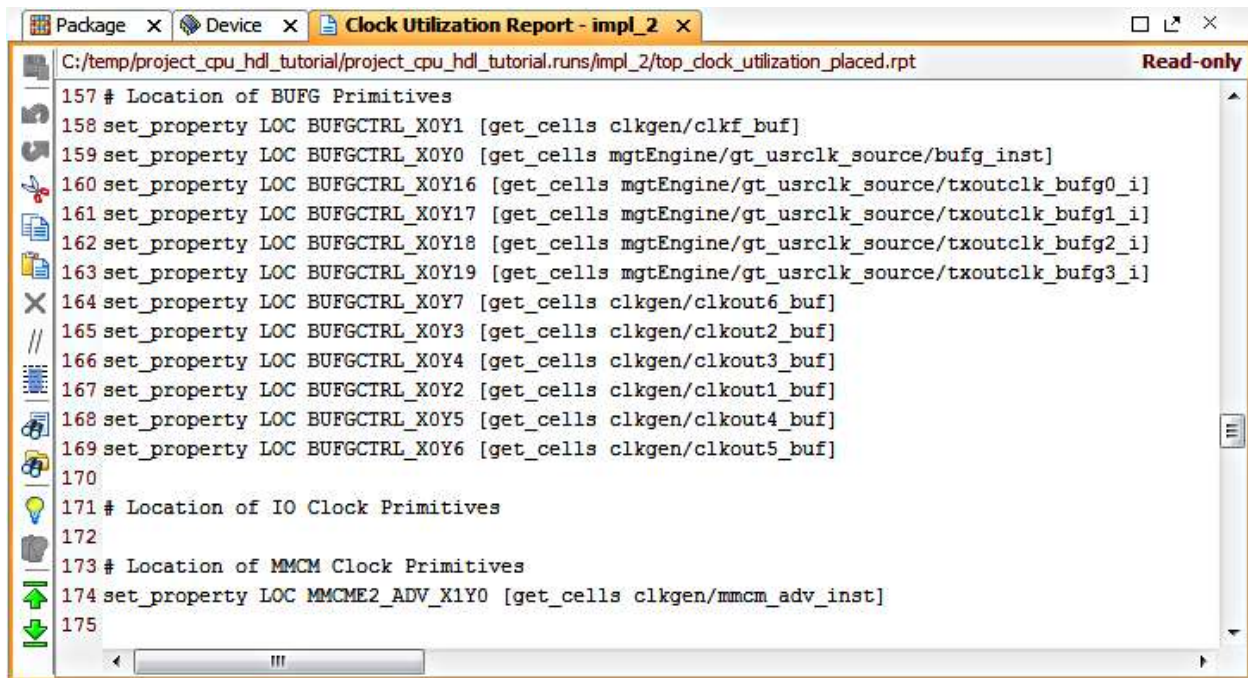 Package Device Clock Utilization Report - impl_2
C:/temp/project_cpu_hdl_tutorial/project_cpu_hdl_tutorial.runs/impl_2/top_clock_utilization_placed.rpt Read-only
157 # Location of BUFG Primitives
158 set_property LOC BUFGCTRL_X0Y1 [get_cells clkgen/clkf_buf]
159 set_property LOC BUFGCTRL_X0Y0 [get_cells mgtEngine/gt_usrclk_source/bufg_inst]
160 set_property LOC BUFGCTRL_X0Y16 [get_cells mgtEngine/gt_usrclk_source/txoutclk_bufg0_i]
161 set_property LOC BUFGCTRL_X0Y17 [get_cells mgtEngine/gt_usrclk_source/txoutclk_bufg1_i]
162 set_property LOC BUFGCTRL_X0Y18 [get_cells mgtEngine/gt_usrclk_source/txoutclk_bufg2_i]
163 set_property LOC BUFGCTRL_X0Y19 [get_cells mgtEngine/gt_usrclk_source/txoutclk_bufg3_i]
164 set_property LOC BUFGCTRL_X0Y7 [get_cells clkgen/clkout6_buf]
165 set_property LOC BUFGCTRL_X0Y3 [get_cells clkgen/clkout2_buf]
166 set_property LOC BUFGCTRL_X0Y4 [get_cells clkgen/clkout3_buf]
167 set_property LOC BUFGCTRL_X0Y2 [get_cells clkgen/clkout1_buf]
168 set_property LOC BUFGCTRL_X0Y5 [get_cells clkgen/clkout4_buf]
169 set_property LOC BUFGCTRL_X0Y6 [get_cells clkgen/clkout5_buf]
170
171 # Location of IO Clock Primitives
172
173 # Location of MMCM Clock Primitives
174 set_property LOC MMCME2_ADV_X1Y0 [get_cells clkgen/mmcm_adv_inst]
175